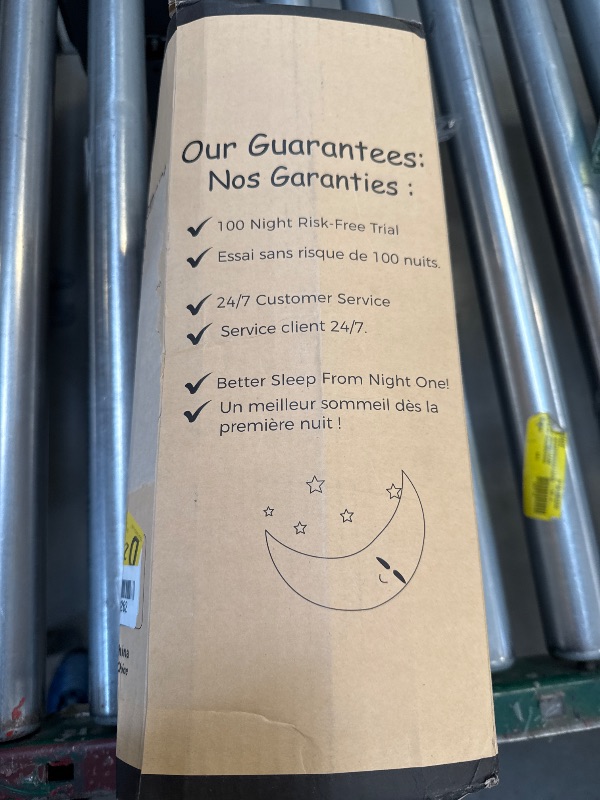 Our Guarantees:
Nos Garanties :
100 Night Risk-Free Trial
Essai sans risque de 100 nuits.
24/7 Customer Service
Service client 24/7.
Better Sleep From Night One!
Un meilleur sommeil dès la
première nuit !